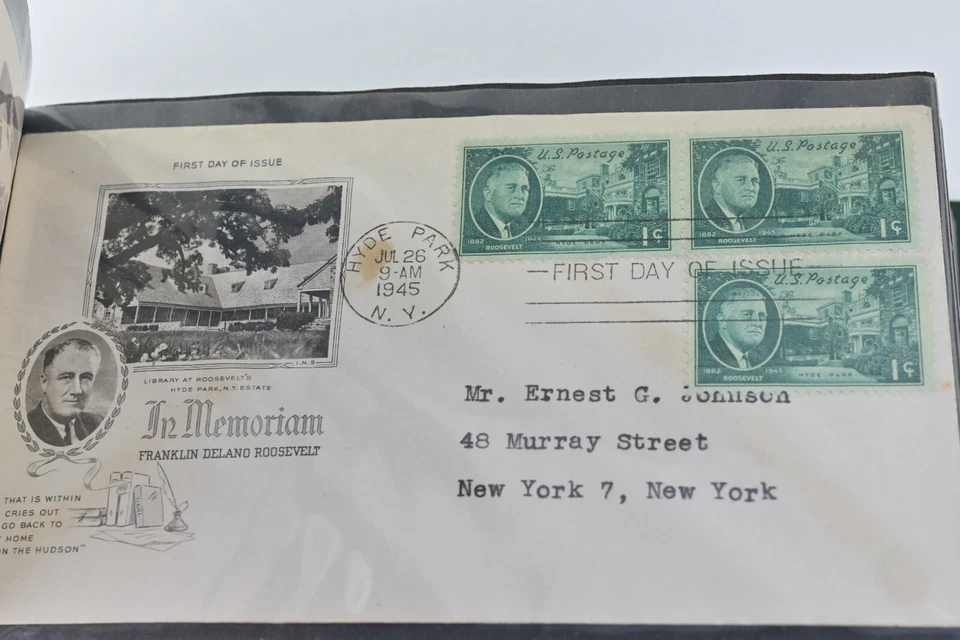 FIRST DAY OF ISSUE
I.N.S
LIBRARY AT ROOSEVELT'S
HYDE PARK, N.Y. ESTATE
In Memoriam
FRANKLIN DELANO ROOSEVELT
THAT IS WITHIN
CRIES OUT
GO BACK TO
HOME
ON THE HUDSON"
HYDE PARK
JUL 26
9-AM
1945
N.Y.
U.S. Postage
1882 1945
ROOSEVELT
HYDE PARK
1¢
U.S. Postage
1882 1945
ROOSEVELT
HYDE PARK
1¢
FIRST DAY OF ISSUE
U.S. Postage
1882 1945
ROOSEVELT
HYDE PARK
1¢
Mr. Ernest G. Johnson
48 Murray Street
New York 7, New York